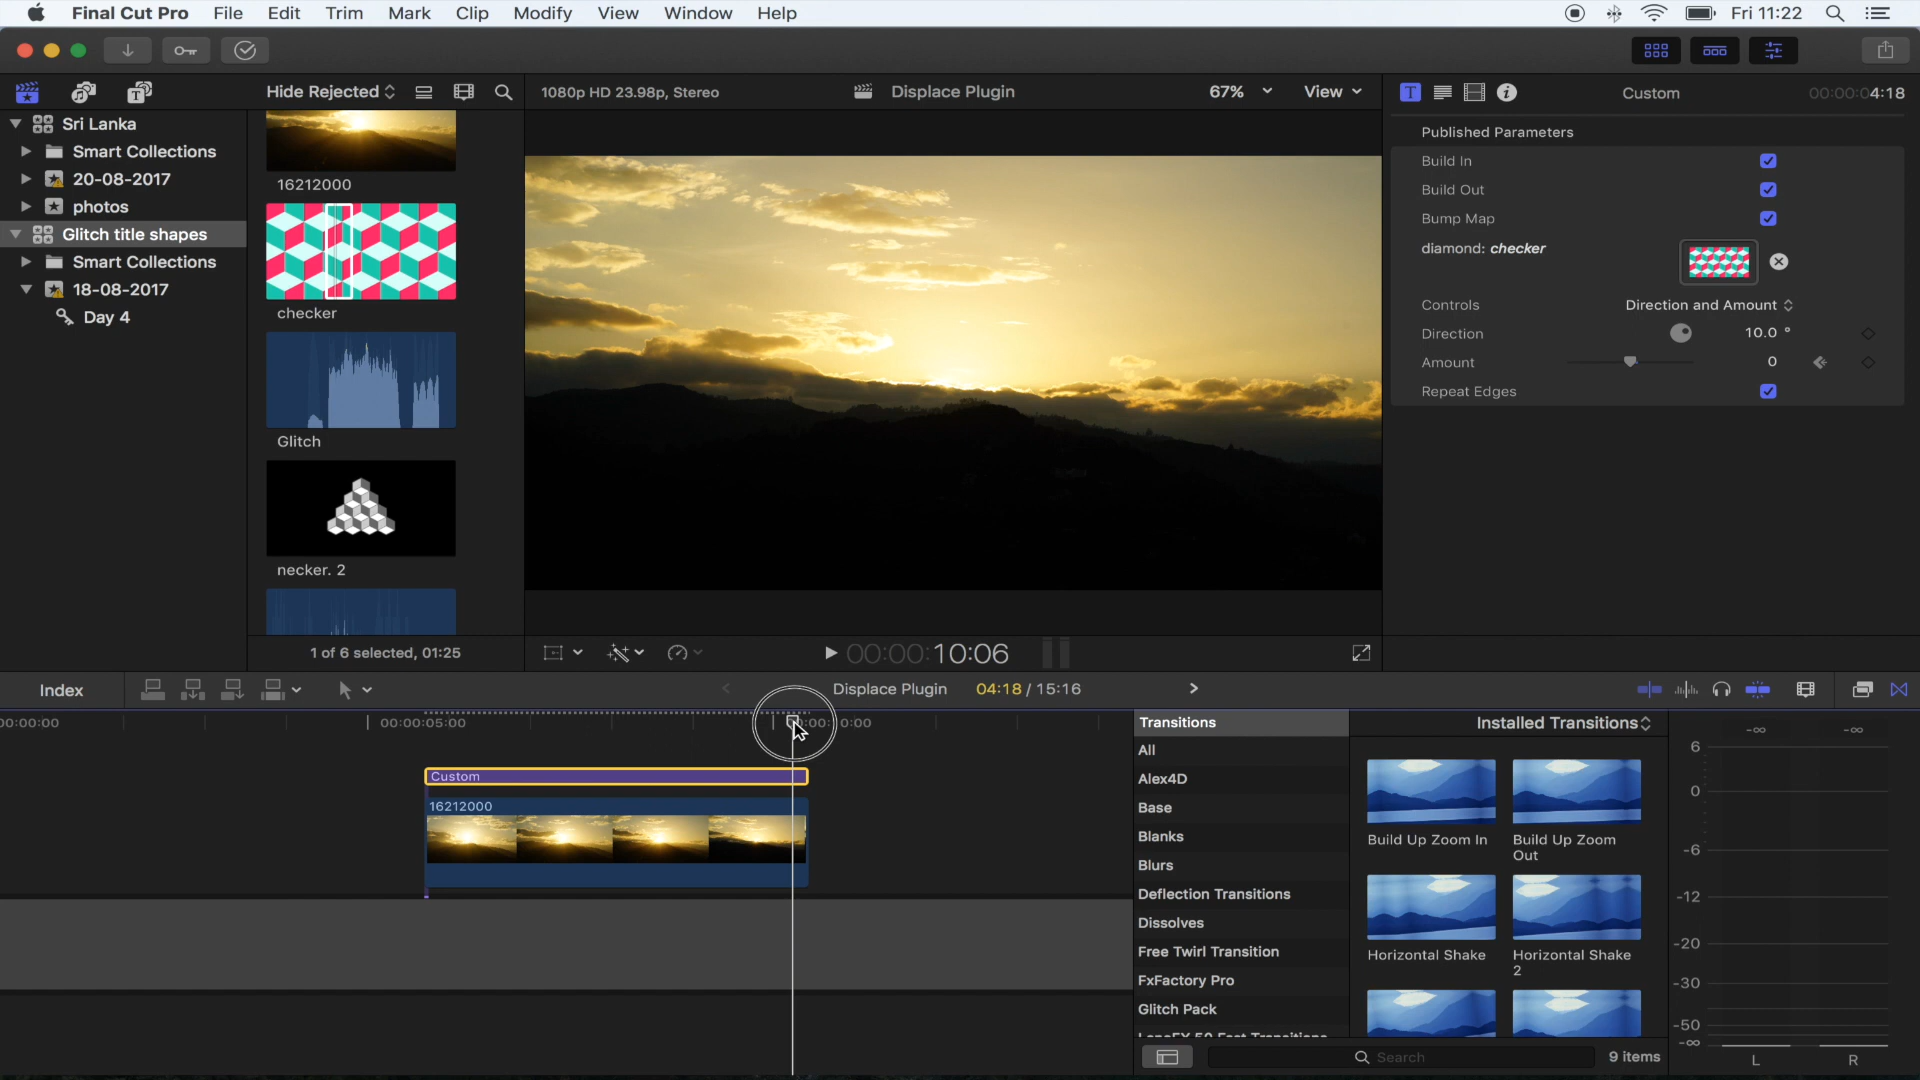 Final Cut Pro File Edit Trim Mark Clip Modify View Window Help Fri 11:22
Hide Rejected
1080p HD 23.98p, Stereo Displace Plugin 67% View
Custom 00:00:04:18
Sri Lanka
Smart Collections
20-08-2017
photos
Glitch title shapes
Smart Collections
18-08-2017
Day 4
16212000
checker
Glitch
necker. 2
1 of 6 selected, 01:25
00:00:00:10:06
Published Parameters
Build In
Build Out
Bump Map
diamond: checker
Controls Direction and Amount
Direction 10.0 °
Amount 0
Repeat Edges
Index
Displace Plugin 04:18 / 15:16
00:00:00 00:00:05:00
Custom
16212000
Transitions
All
Alex4D
Base
Blanks
Blurs
Deflection Transitions
Dissolves
Free Twirl Transition
FxFactory Pro
Glitch Pack
Installed Transitions
Build Up Zoom In
Build Up Zoom Out
Horizontal Shake
Horizontal Shake 2
Search
9 items
-∞ -∞
6
0
-6
-12
-20
-30
-50
-∞
L R